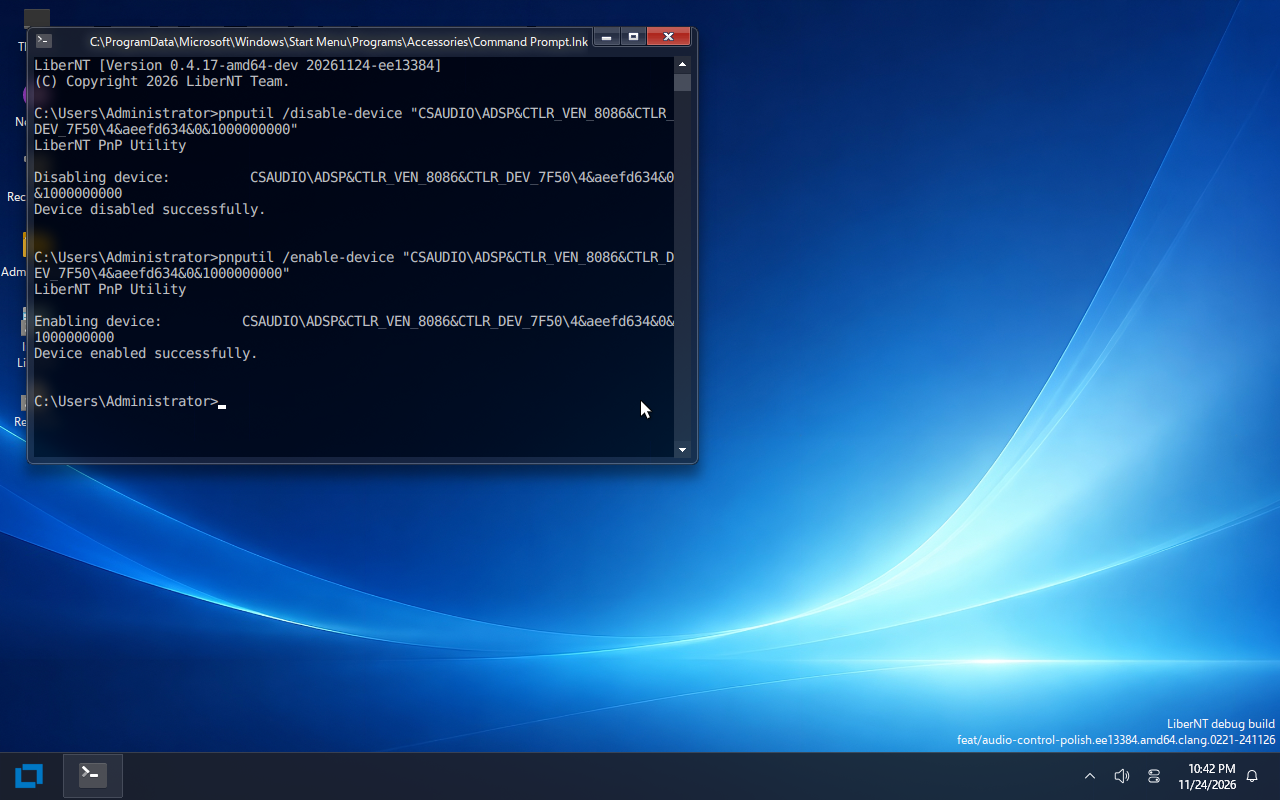 C:\ProgramData\Microsoft\Windows\Start Menu\Programs\Accessories\Command Prompt.lnk
LiberNT [Version 0.4.17-amd64-dev 20261124-ee13384]
(C) Copyright 2026 LiberNT Team.
C:\Users\Administrator>pnputil /disable-device "CSAUDIO\ADSP&CTLR_VEN_8086&CTLR_
DEV_7F50\4&aeefd634&0&1000000000"
LiberNT PnP Utility
Disabling device:          CSAUDIO\ADSP&CTLR_VEN_8086&CTLR_DEV_7F50\4&aeefd634&0
&1000000000
Device disabled successfully.
C:\Users\Administrator>pnputil /enable-device "CSAUDIO\ADSP&CTLR_VEN_8086&CTLR_D
EV_7F50\4&aeefd634&0&1000000000"
LiberNT PnP Utility
Enabling device:          CSAUDIO\ADSP&CTLR_VEN_8086&CTLR_DEV_7F50\4&aeefd634&0&
1000000000
Device enabled successfully.
C:\Users\Administrator>
LiberNT debug build
feat/audio-control-polish.ee13384.amd64.clang.0221-241126
10:42 PM
11/24/2026